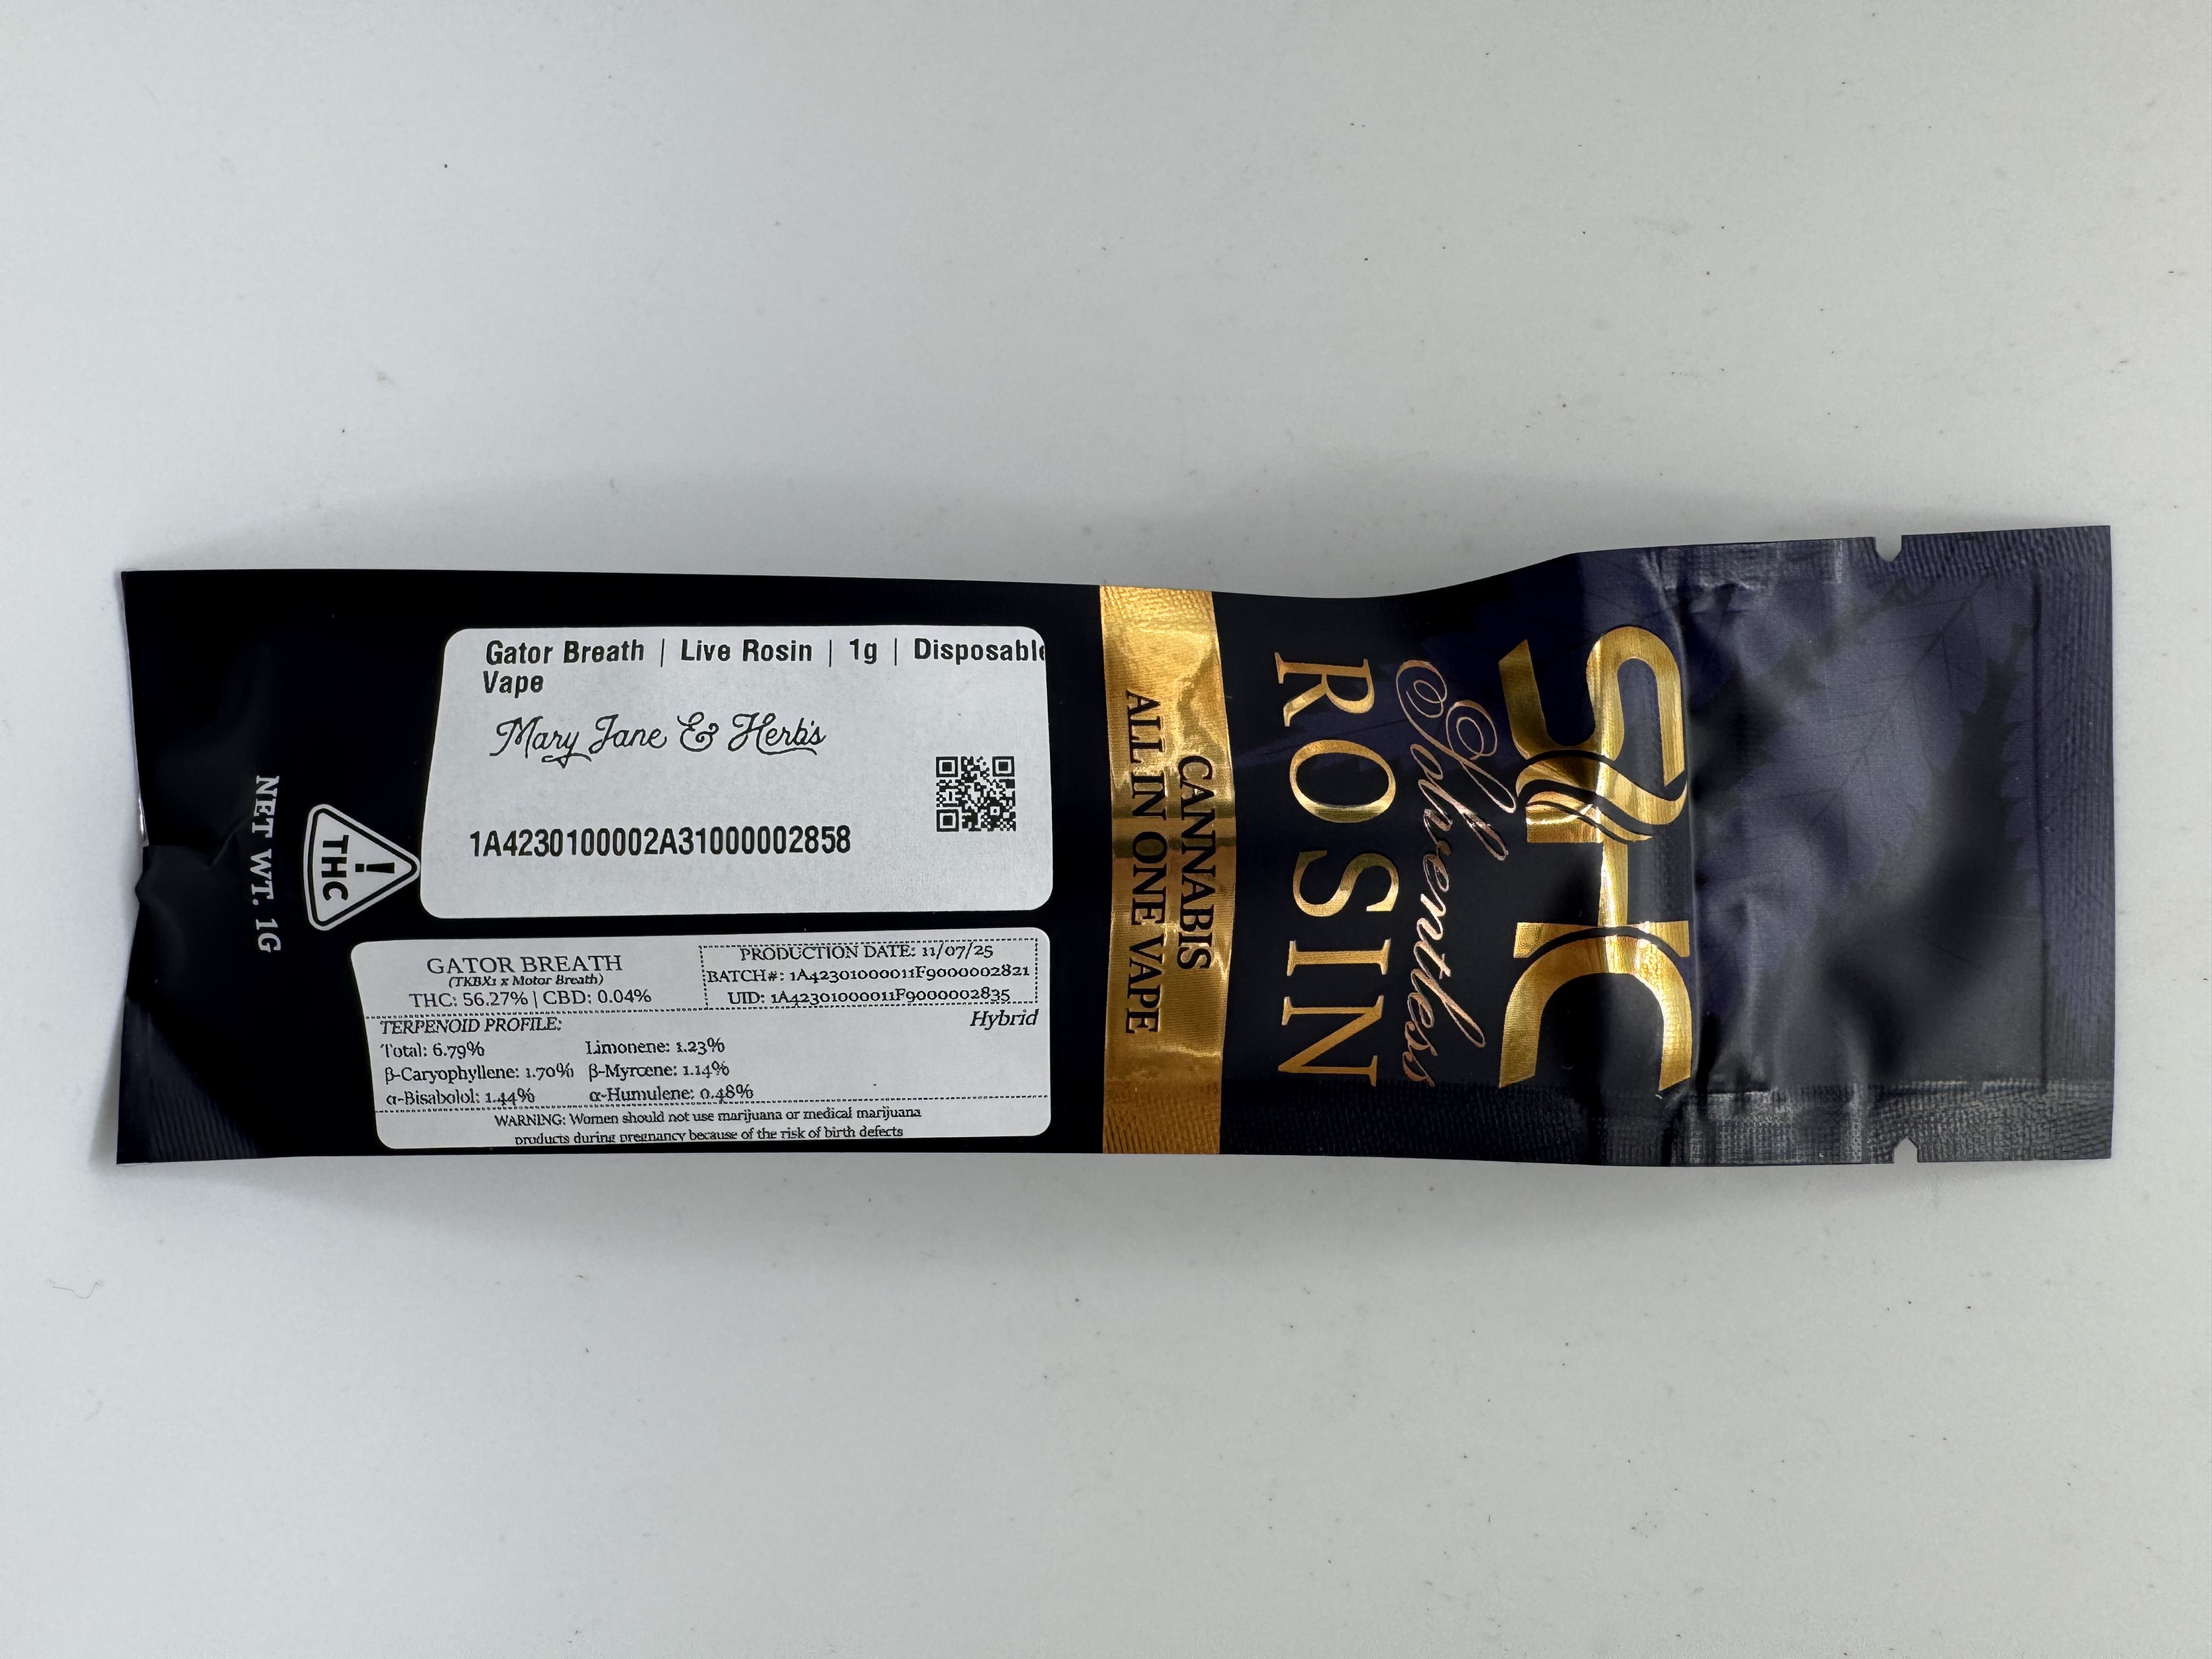 Gator Breath | Live Rosin | 1g | Disposable
Vape
Mary Jane & Herb's
1A4230100002A31000002858
GATOR BREATH
(TKBX1 x Motor Breath)
THC: 56.27% | CBD: 0.04%
PRODUCTION DATE: 11/07/25
BATCH#: 1A42301000011F9000002821
UID: 1A42301000011F9000002835
TERPENOID PROFILE:
Hybrid
Total: 6.79% Limonene: 1.23%
β-Caryophyllene: 1.70% β-Myrcene: 1.14%
α-Bisabolol: 1.44% α-Humulene: 0.48%
WARNING: Women should not use marijuana or medical marijuana
products during pregnancy because of the risk of birth defects
SHC
Solventless
ROSIN
CANNABIS
ALL IN ONE VAPE
!
THC
NET WT. 1G